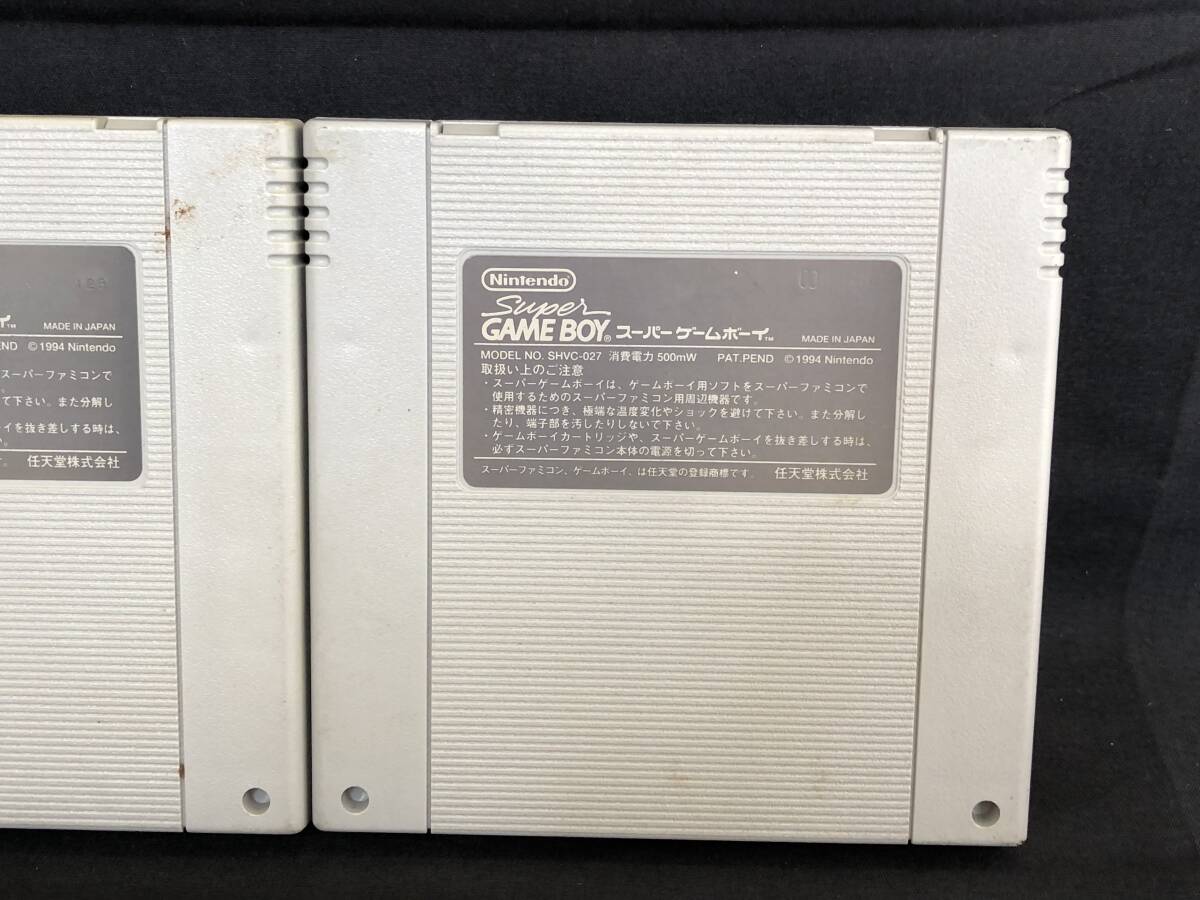 128
ィ™ MADE IN JAPAN
PEND ©1994 Nintendo
スーパーファミコンで
て下さい。また分解し
ーイを抜き差しする時は、
い。
す。 任天堂株式会社
Nintendo
Super
GAME BOY® スーパーゲームボーイ™ MADE IN JAPAN
MODEL NO. SHVC-027 消費電力 500mW PAT.PEND ©1994 Nintendo
取扱い上のご注意
・スーパーゲームボーイは、ゲームボーイ用ソフトをスーパーファミコンで
使用するためのスーパーファミコン用周辺機器です。
・精密機器につき、極端な温度変化やショックを避けて下さい。また分解し
たり、端子部を汚したりしないで下さい。
・ゲームボーイカートリッジや、スーパーゲームボーイを抜き差しする時は、
必ずスーパーファミコン本体の電源を切って下さい。
スーパーファミコン、ゲームボーイ、は任天堂の登録商標です。 任天堂株式会社